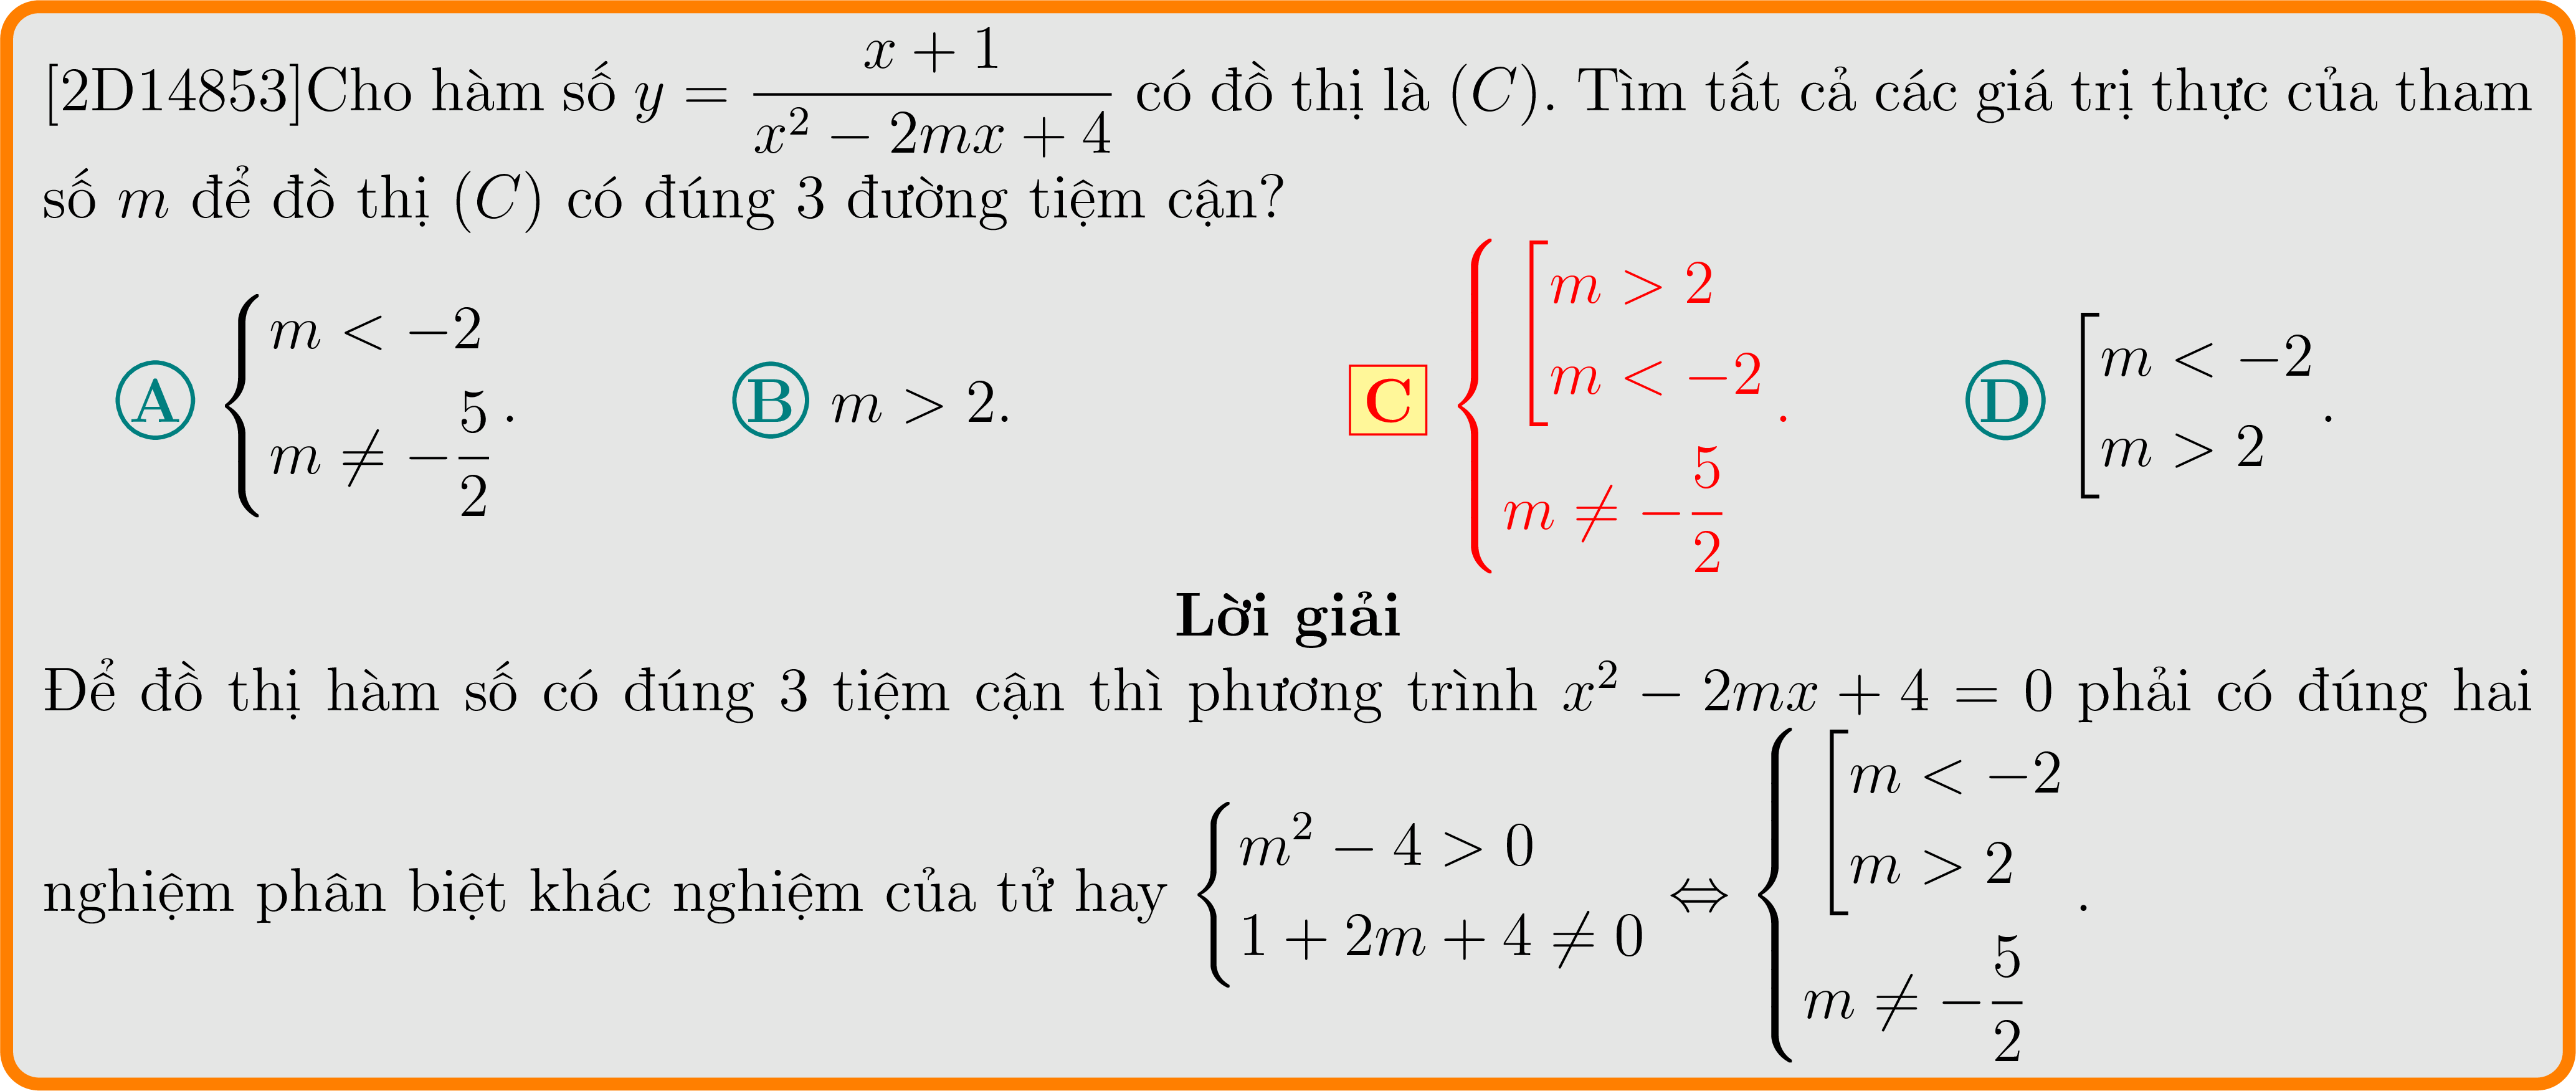 [2D14853]Cho hàm số $y = \dfrac{x+1}{x^2-2mx+4}$ có đồ thị là $(C)$. Tìm tất cả các giá trị thực của tham
số $m$ để đồ thị $(C)$ có đúng 3 đường tiệm cận?
A $\begin{cases} m < -2 \\ m \neq -\dfrac{5}{2} \end{cases}$. B $m > 2$. C $\begin{cases} \left[\begin{array}{l} m > 2 \\ m < -2 \end{array}\right. \\ m \neq -\dfrac{5}{2} \end{cases}$. D $\left[\begin{array}{l} m < -2 \\ m > 2 \end{array}\right.$.
Lời giải
Để đồ thị hàm số có đúng 3 tiệm cận thì phương trình $x^2 - 2mx + 4 = 0$ phải có đúng hai
nghiệm phân biệt khác nghiệm của tử hay $\begin{cases} m^2 - 4 > 0 \\ 1 + 2m + 4 \neq 0 \end{cases} \Leftrightarrow \begin{cases} \left[\begin{array}{l} m < -2 \\ m > 2 \end{array}\right. \\ m \neq -\dfrac{5}{2} \end{cases}$.